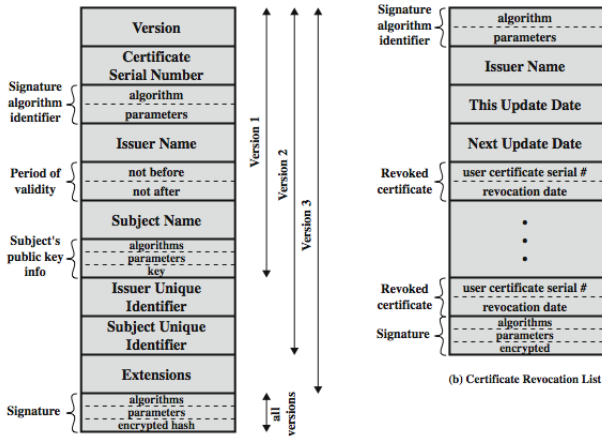 Version
Certificate
Serial Number
Signature
algorithm
identifier
algorithm
parameters
Issuer Name
Period of
validity
not before
not after
Subject Name
Subject's
public key
info
algorithms
parameters
key
Issuer Unique
Identifier
Subject Unique
Identifier
Extensions
Signature
algorithms
parameters
encrypted hash
Version 1
Version 2
Version 3
all
versions
Signature
algorithm
identifier
algorithm
parameters
Issuer Name
This Update Date
Next Update Date
Revoked
certificate
user certificate serial #
revocation date
•
•
•
Revoked
certificate
user certificate serial #
revocation date
Signature
algorithms
parameters
encrypted
(b) Certificate Revocation List